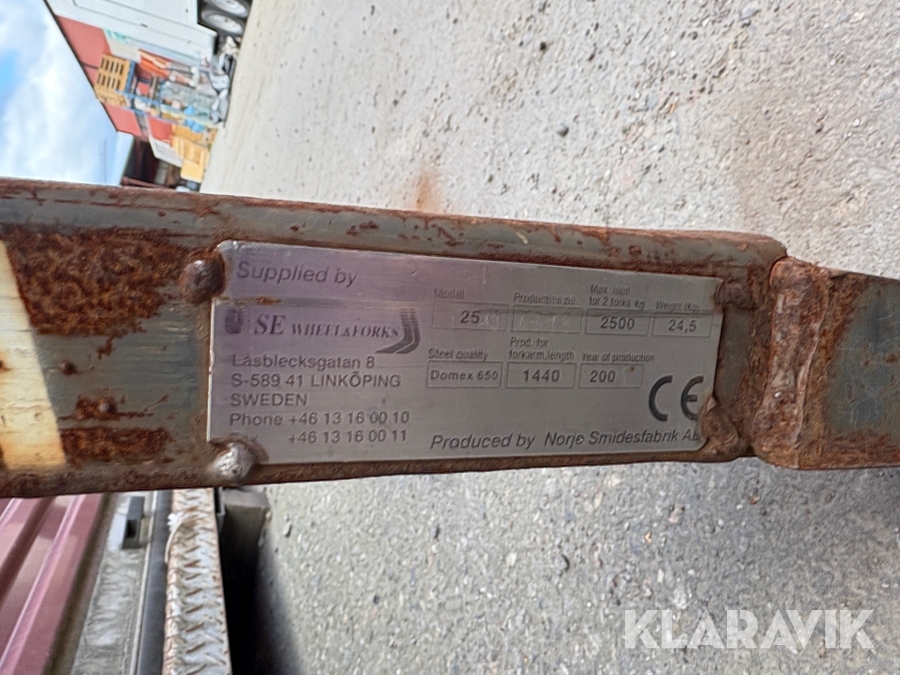 Supplied by
SE WHEEL&FORKS
Låsblecksgatan 8
S-589 41 LINKÖPING
SWEDEN
Phone +46 13 16 00 10
+46 13 16 00 11
Model
25
Production no.
Max. load
for 2 forks kg
2500
Weight (Kg)
24,5
Steel quality
Domex 650
Prod. for
forkarm,length
1440
Year of production
200
CE
Produced by Norje Smidesfabrik AB
KLARAVIK